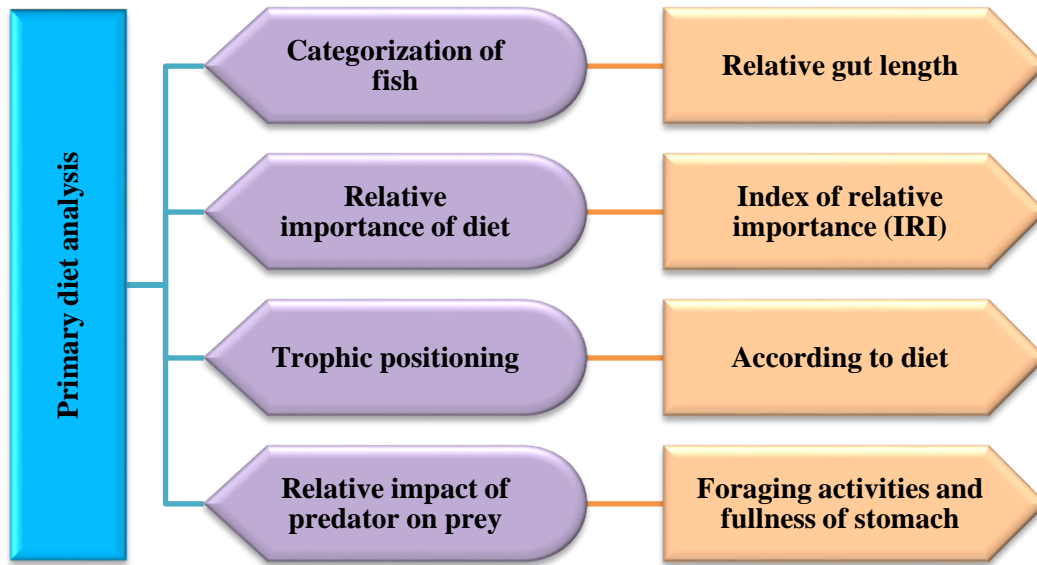 Primary diet analysis
Categorization of
fish
Relative gut length
Relative
importance of diet
Index of relative
importance (IRI)
Trophic positioning
According to diet
Relative impact of
predator on prey
Foraging activities and
fullness of stomach